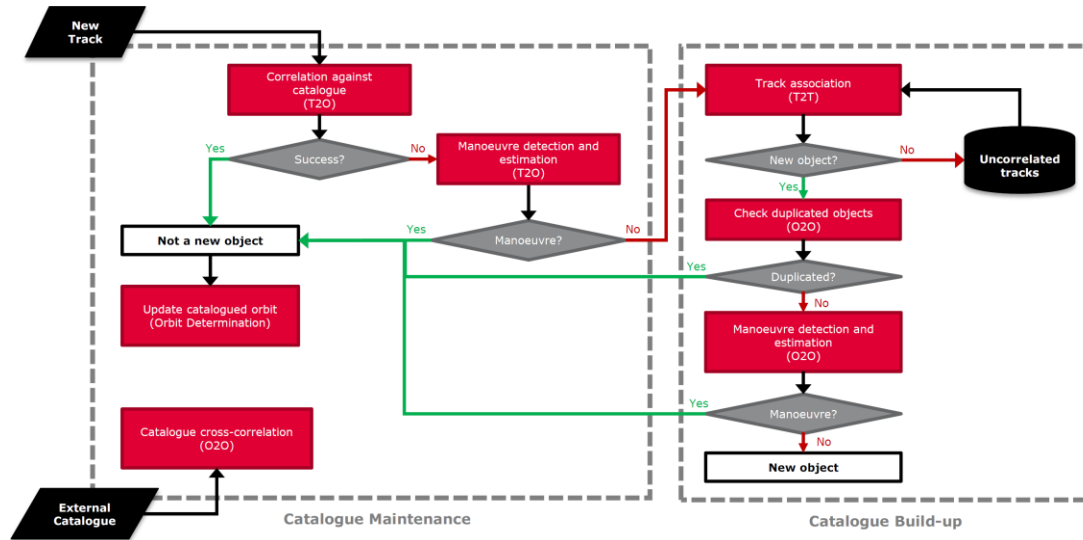 New
Track
Correlation against
catalogue
(T2O)
Success?
Yes
No
Manoeuvre detection and
estimation
(T2O)
Manoeuvre?
Yes
No
Not a new object
Update catalogued orbit
(Orbit Determination)
Catalogue cross-correlation
(O2O)
External
Catalogue
Catalogue Maintenance
Track association
(T2T)
New object?
No
Yes
Uncorrelated
tracks
Check duplicated objects
(O2O)
Duplicated?
Yes
No
Manoeuvre detection and
estimation
(O2O)
Manoeuvre?
Yes
No
New object
Catalogue Build-up